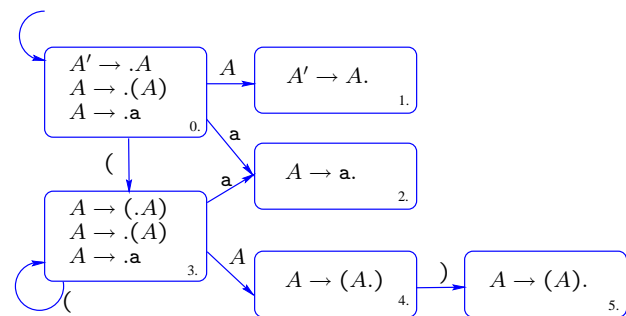 A′ → .A
A → .(A)
A → .a
0.
A
A′ → A.
1.
a
(
A → a.
2.
a
A → (.A)
A → .(A)
A → .a
3.
(
A
A → (A.)
4.
)
A → (A).
5.